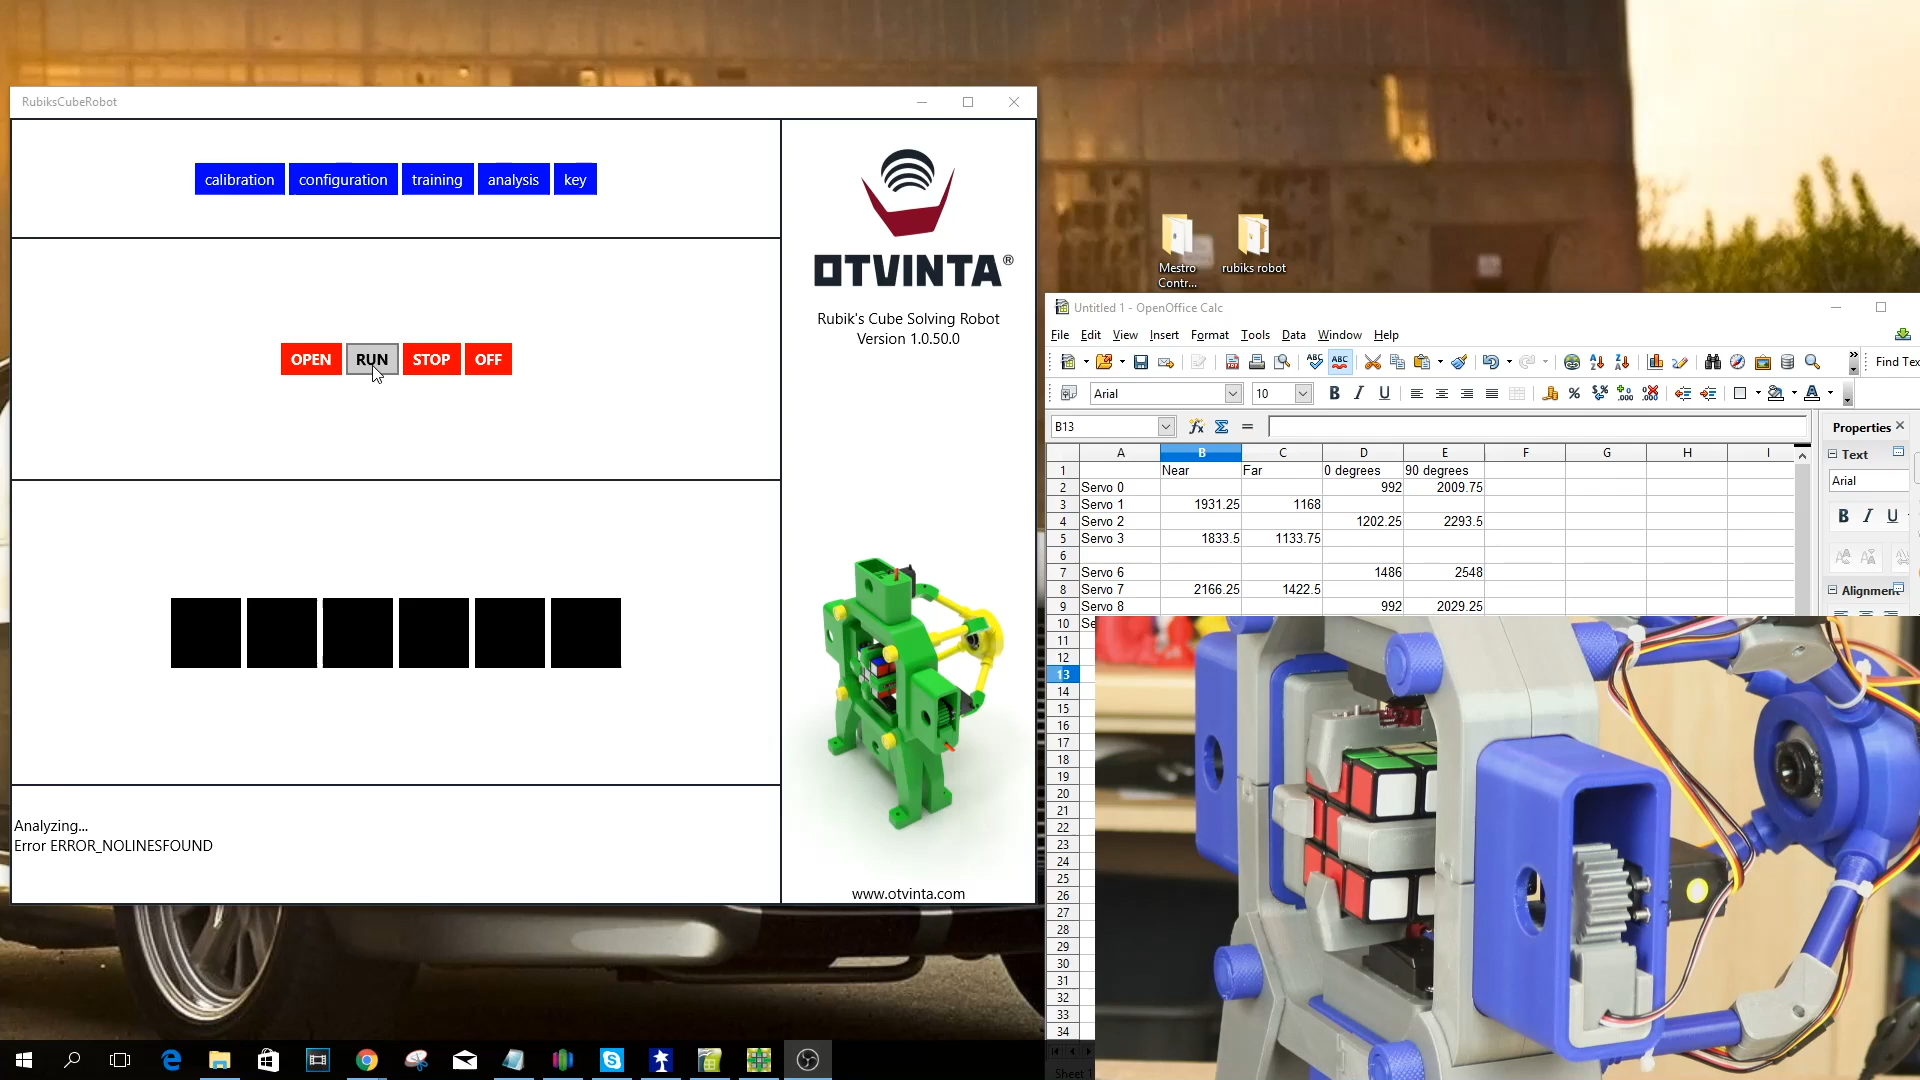 RubiksCubeRobot
calibration configuration training analysis key
OPEN RUN STOP OFF
Analyzing...
Error ERROR_NOLINESFOUND
OTVINTA®
Rubik's Cube Solving Robot
Version 1.0.50.0
www.otvinta.com
Mestro Contr...
rubiks robot
Untitled 1 - OpenOffice Calc
File Edit View Insert Format Tools Data Window Help
Find Text
Arial 10
B13
A B C D E F G H I
1 Near Far 0 degrees 90 degrees
2 Servo 0 992 2009.75
3 Servo 1 1931.25 1168
4 Servo 2 1202.25 2293.5
5 Servo 3 1833.5 1133.75
6
7 Servo 6 1486 2548
8 Servo 7 2166.25 1422.5
9 Servo 8 992 2029.25
10 Se
11
12
13
14
15
16
17
18
19
20
21
22
23
24
25
26
27
28
29
30
31
32
33
34
Sheet 1
Properties
Text
Arial
B I U
Alignment